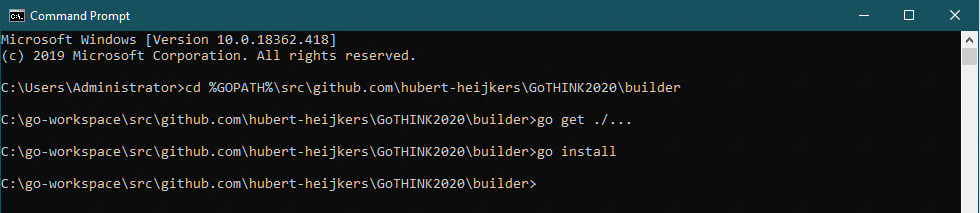 Command Prompt
Microsoft Windows [Version 10.0.18362.418]
(c) 2019 Microsoft Corporation. All rights reserved.
C:\Users\Administrator>cd %GOPATH%\src\github.com\hubert-heijkers\GoTHINK2020\builder
C:\go-workspace\src\github.com\hubert-heijkers\GoTHINK2020\builder>go get ./...
C:\go-workspace\src\github.com\hubert-heijkers\GoTHINK2020\builder>go install
C:\go-workspace\src\github.com\hubert-heijkers\GoTHINK2020\builder>